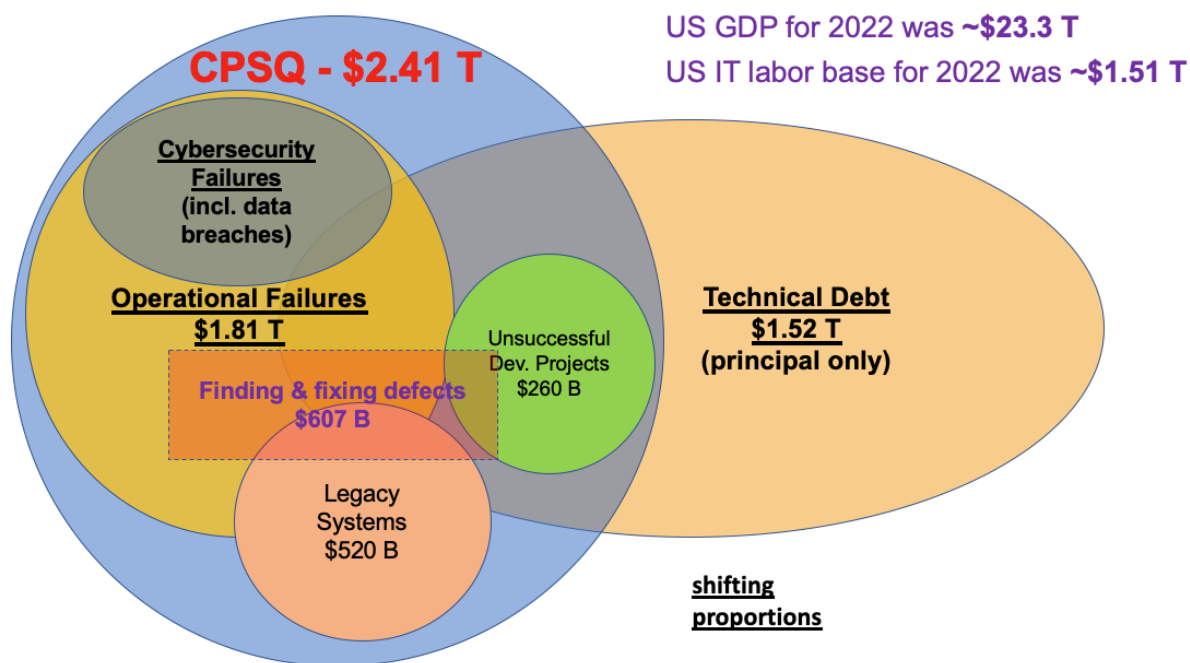 US GDP for 2022 was ~$23.3 T
CPSQ - $2.41 T
US IT labor base for 2022 was ~$1.51 T
Cybersecurity
Failures
(incl. data
breaches)
Operational Failures
$1.81 T
Technical Debt
$1.52 T
(principal only)
Unsuccessful
Dev. Projects
$260 B
Finding & fixing defects
$607 B
Legacy
Systems
$520 B
shifting
proportions